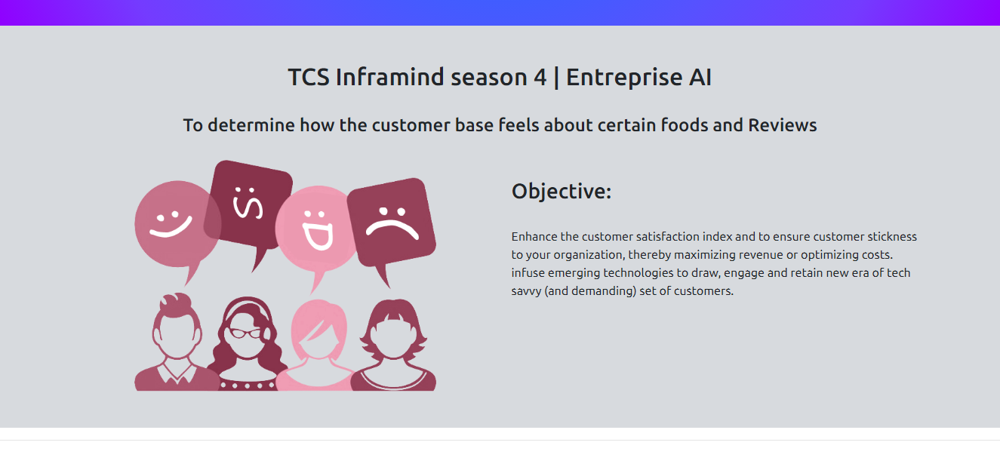 TCS Inframind season 4 | Entreprise AI
To determine how the customer base feels about certain foods and Reviews
Objective:
Enhance the customer satisfaction index and to ensure customer stickness
to your organization, thereby maximizing revenue or optimizing costs.
infuse emerging technologies to draw, engage and retain new era of tech
savvy (and demanding) set of customers.